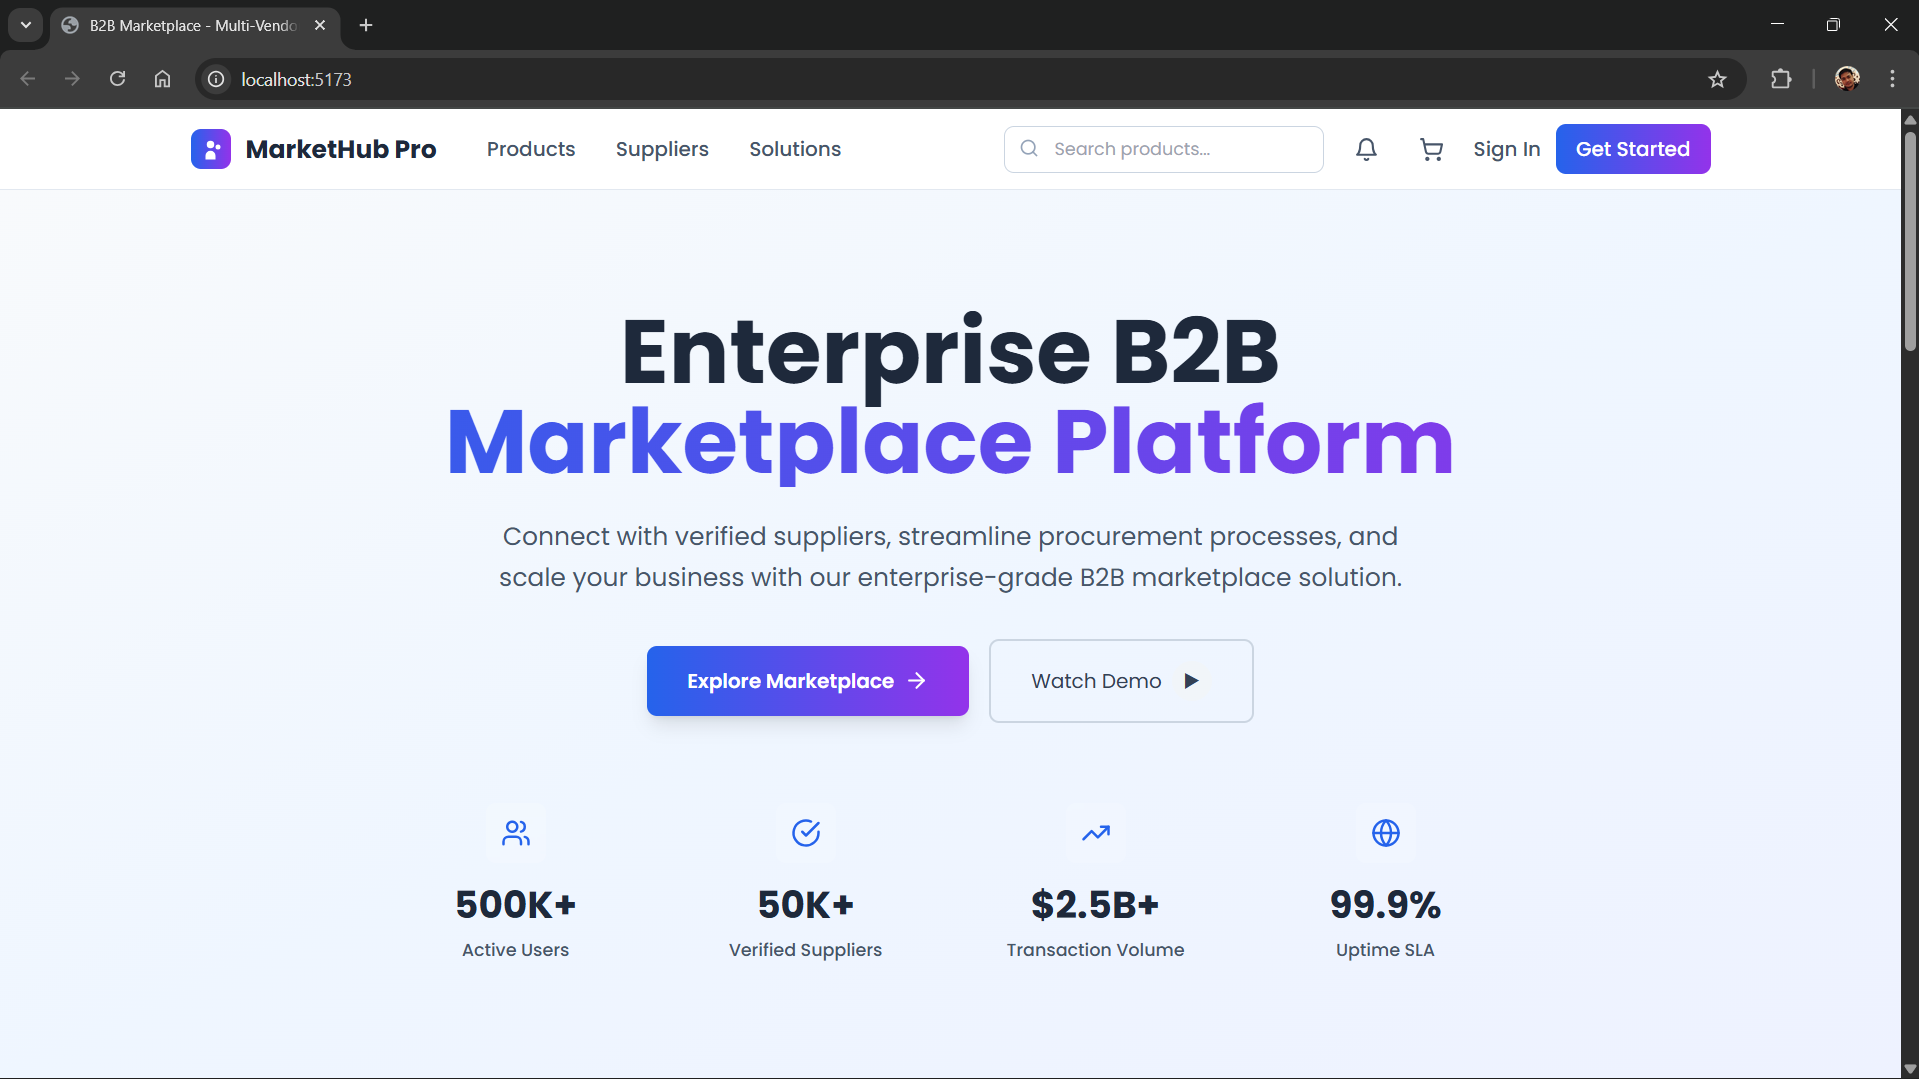 B2B Marketplace - Multi-Vendo
localhost:5173
MarketHub Pro
Products
Suppliers
Solutions
Search products...
Sign In
Get Started
Enterprise B2B
Marketplace Platform
Connect with verified suppliers, streamline procurement processes, and
scale your business with our enterprise-grade B2B marketplace solution.
Explore Marketplace
Watch Demo
500K+
Active Users
50K+
Verified Suppliers
$2.5B+
Transaction Volume
99.9%
Uptime SLA